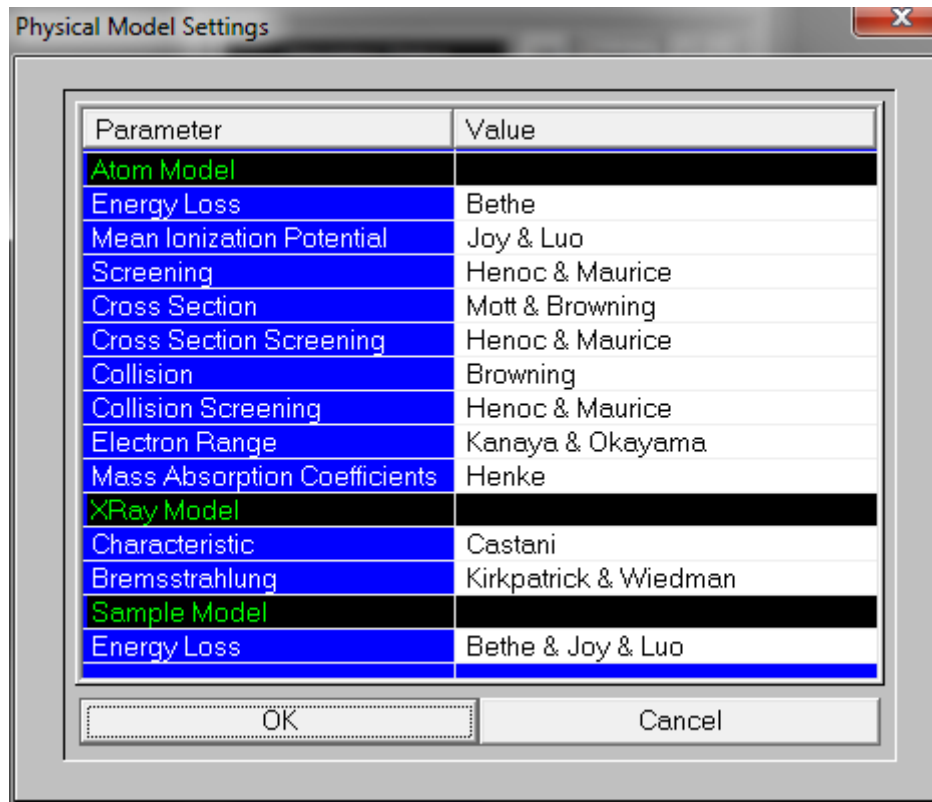 Physical Model Settings
x
Parameter Value
Atom Model
Energy Loss Bethe
Mean Ionization Potential Joy & Luo
Screening Henoc & Maurice
Cross Section Mott & Browning
Cross Section Screening Henoc & Maurice
Collision Browning
Collision Screening Henoc & Maurice
Electron Range Kanaya & Okayama
Mass Absorption Coefficients Henke
XRay Model
Characteristic Castani
Bremsstrahlung Kirkpatrick & Wiedman
Sample Model
Energy Loss Bethe & Joy & Luo
OK Cancel